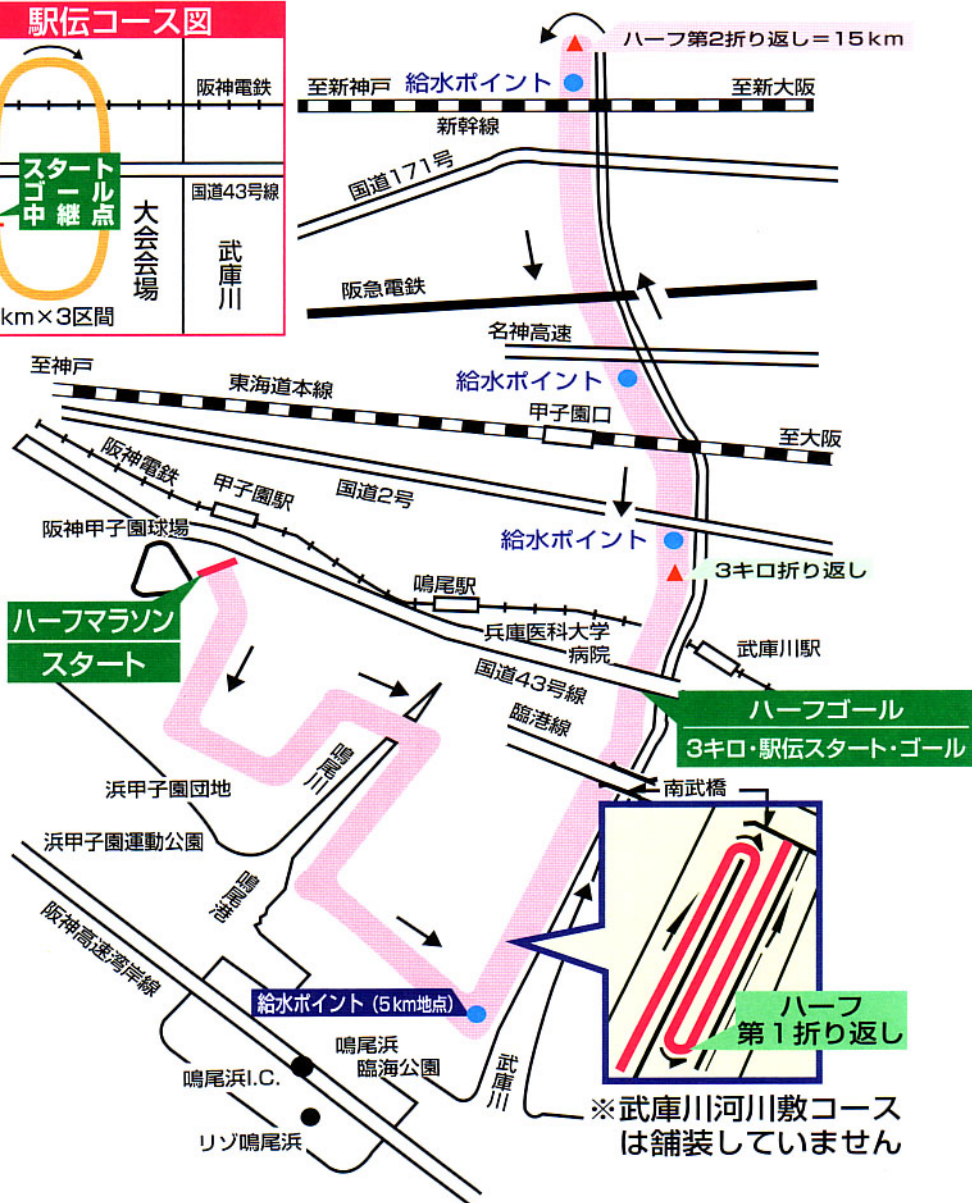 駅伝コース図
阪神電鉄
スタート
ゴール
中継点
国道43号線
大会会場
武庫川
km×3区間
ハーフ第2折り返し=15km
至新神戸
給水ポイント
至新大阪
新幹線
国道171号
阪急電鉄
名神高速
至神戸
東海道本線
給水ポイント
甲子園口
至大阪
阪神電鉄
甲子園駅
国道2号
阪神甲子園球場
給水ポイント
3キロ折り返し
鳴尾駅
兵庫医科大学
病院
武庫川駅
ハーフマラソン
スタート
国道43号線
ハーフゴール
3キロ・駅伝スタート・ゴール
臨港線
鳴尾川
南武橋
浜甲子園団地
浜甲子園運動公園
鳴尾港
阪神高速湾岸線
給水ポイント(5km地点)
ハーフ
第1折り返し
鳴尾浜
臨海公園
鳴尾浜I.C.
武庫川
リゾ鳴尾浜
※武庫川河川敷コース
は舗装していません